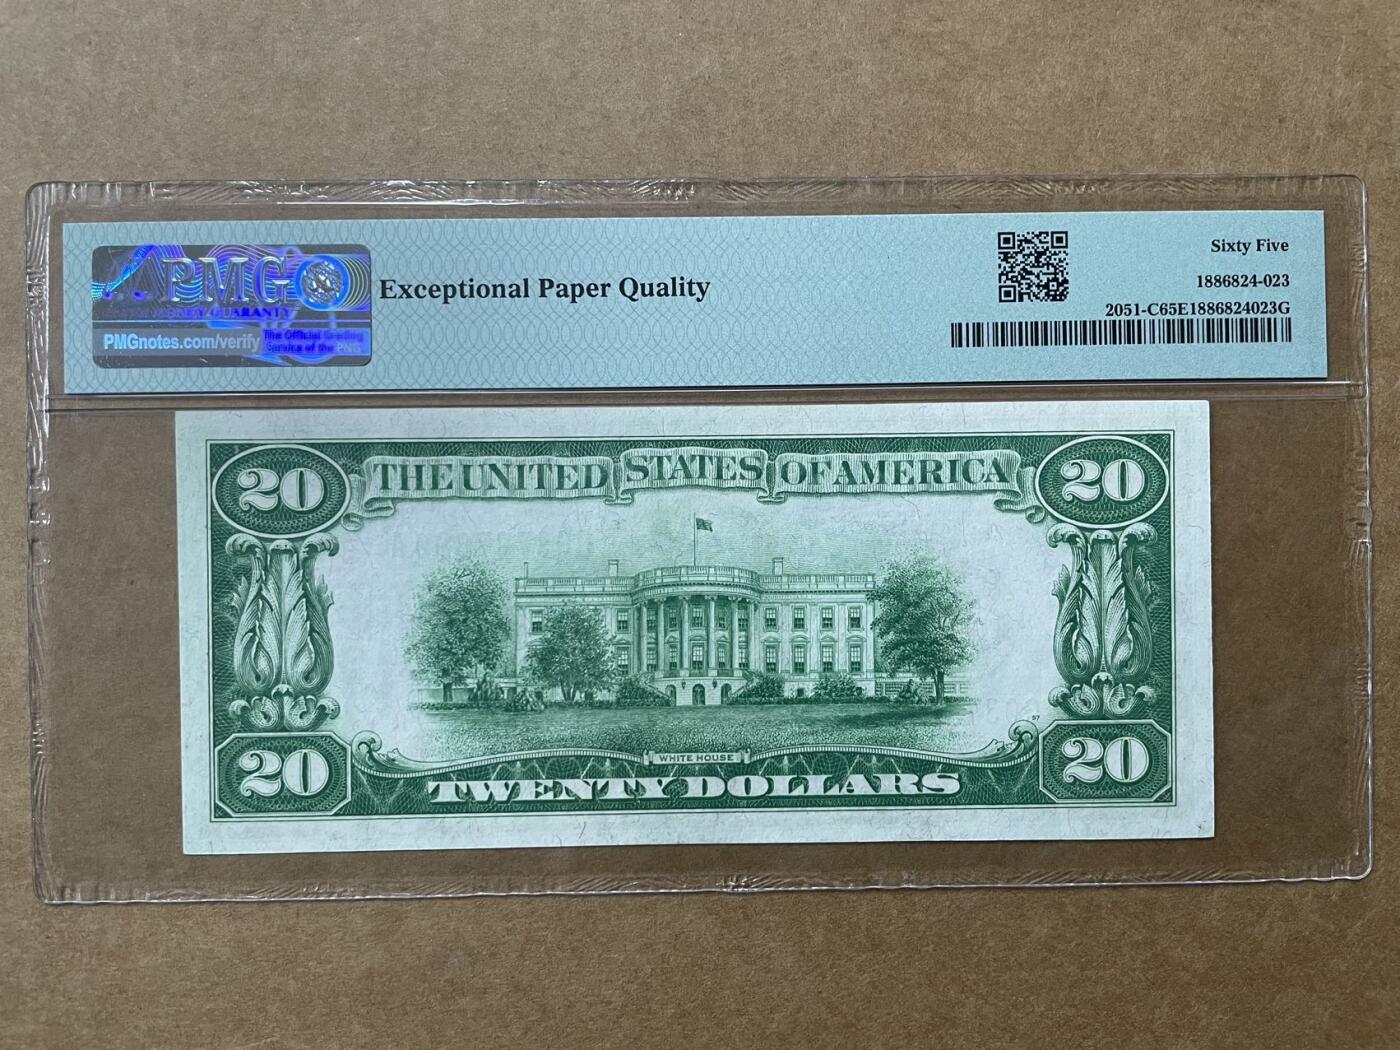 PMG
GUARANTY
PMGnotes.com/verify
The Official Grading
Service of the PNG
Exceptional Paper Quality
Sixty Five
1886824-023
2051-C65E1886824023G
20
THE UNITED STATES OF AMERICA
20
WHITE HOUSE
20
TWENTY DOLLARS
20